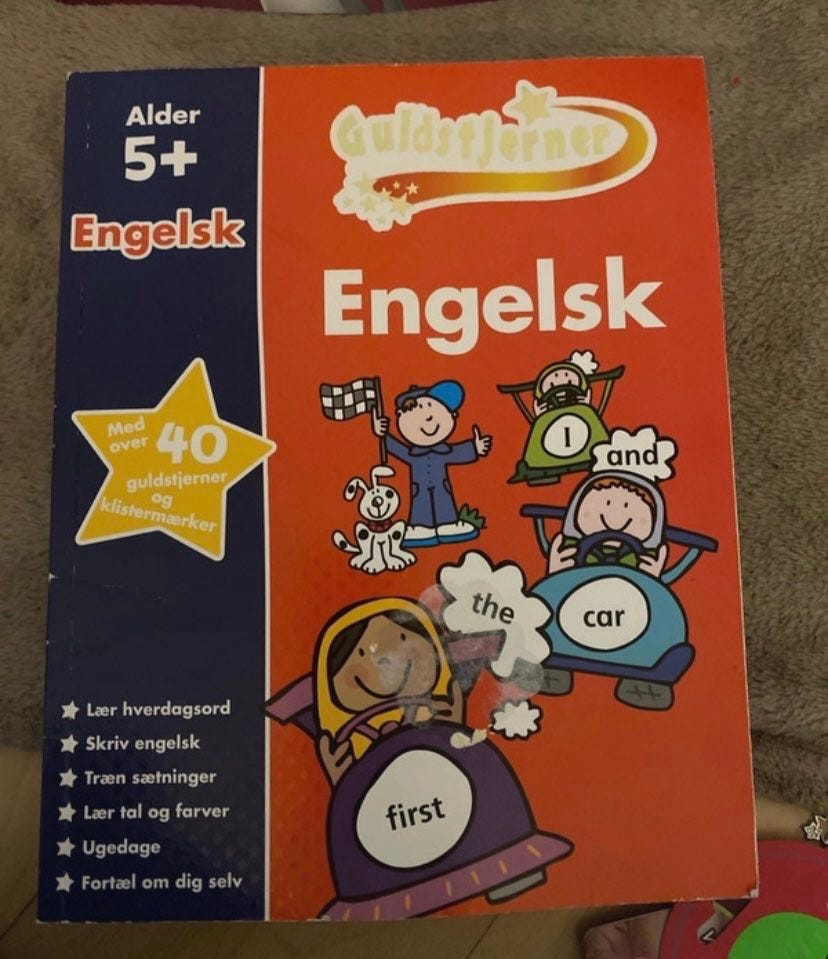 Alder
5+
Engelsk
Med
over 40
guldstjerner
og
klistermærker
Lær hverdagsord
Skriv engelsk
Træn sætninger
Lær tal og farver
Ugedage
Fortæl om dig selv
Guldstjerner
Engelsk
I
and
the
car
first